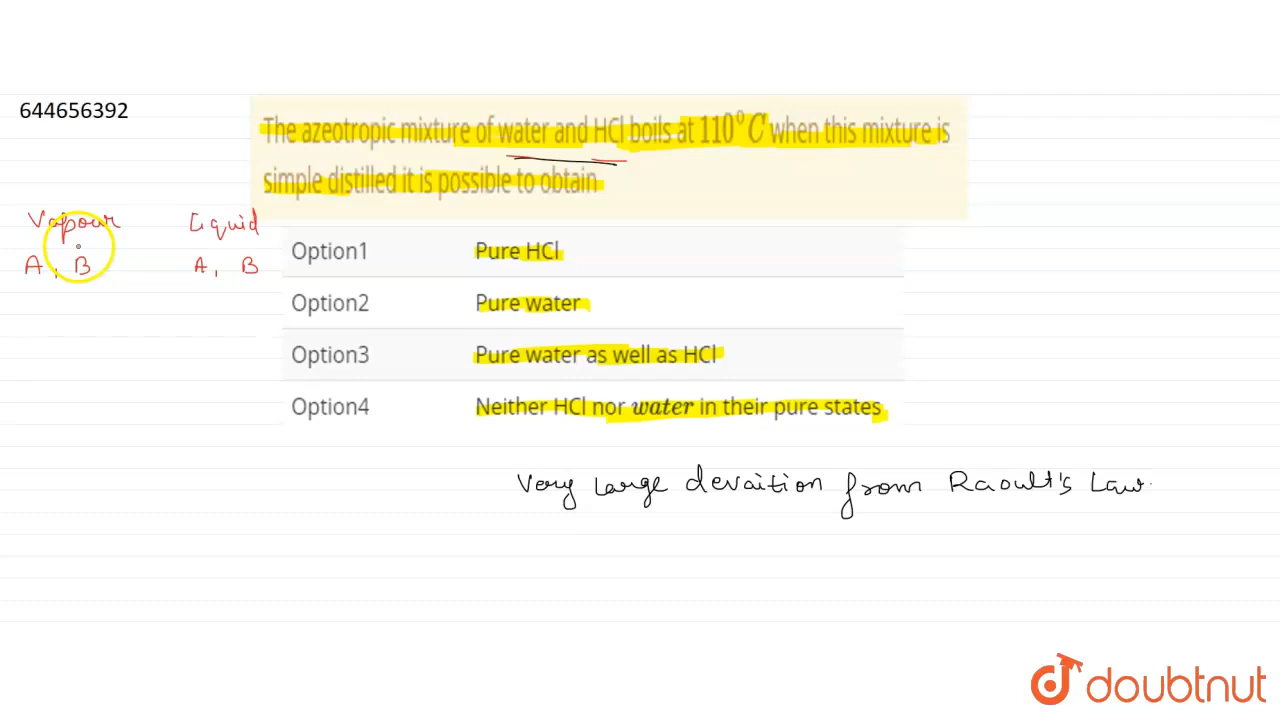 644656392
The azeotropic mixture of water and HCl boils at 110°C when this mixture is
simple distilled it is possible to obtain
Vapour Liquid
A, B A, B
Option1 Pure HCl
Option2 Pure water
Option3 Pure water as well as HCl
Option4 Neither HCl nor water in their pure states
Very large devaition from Raoult's Law.
doubtnut